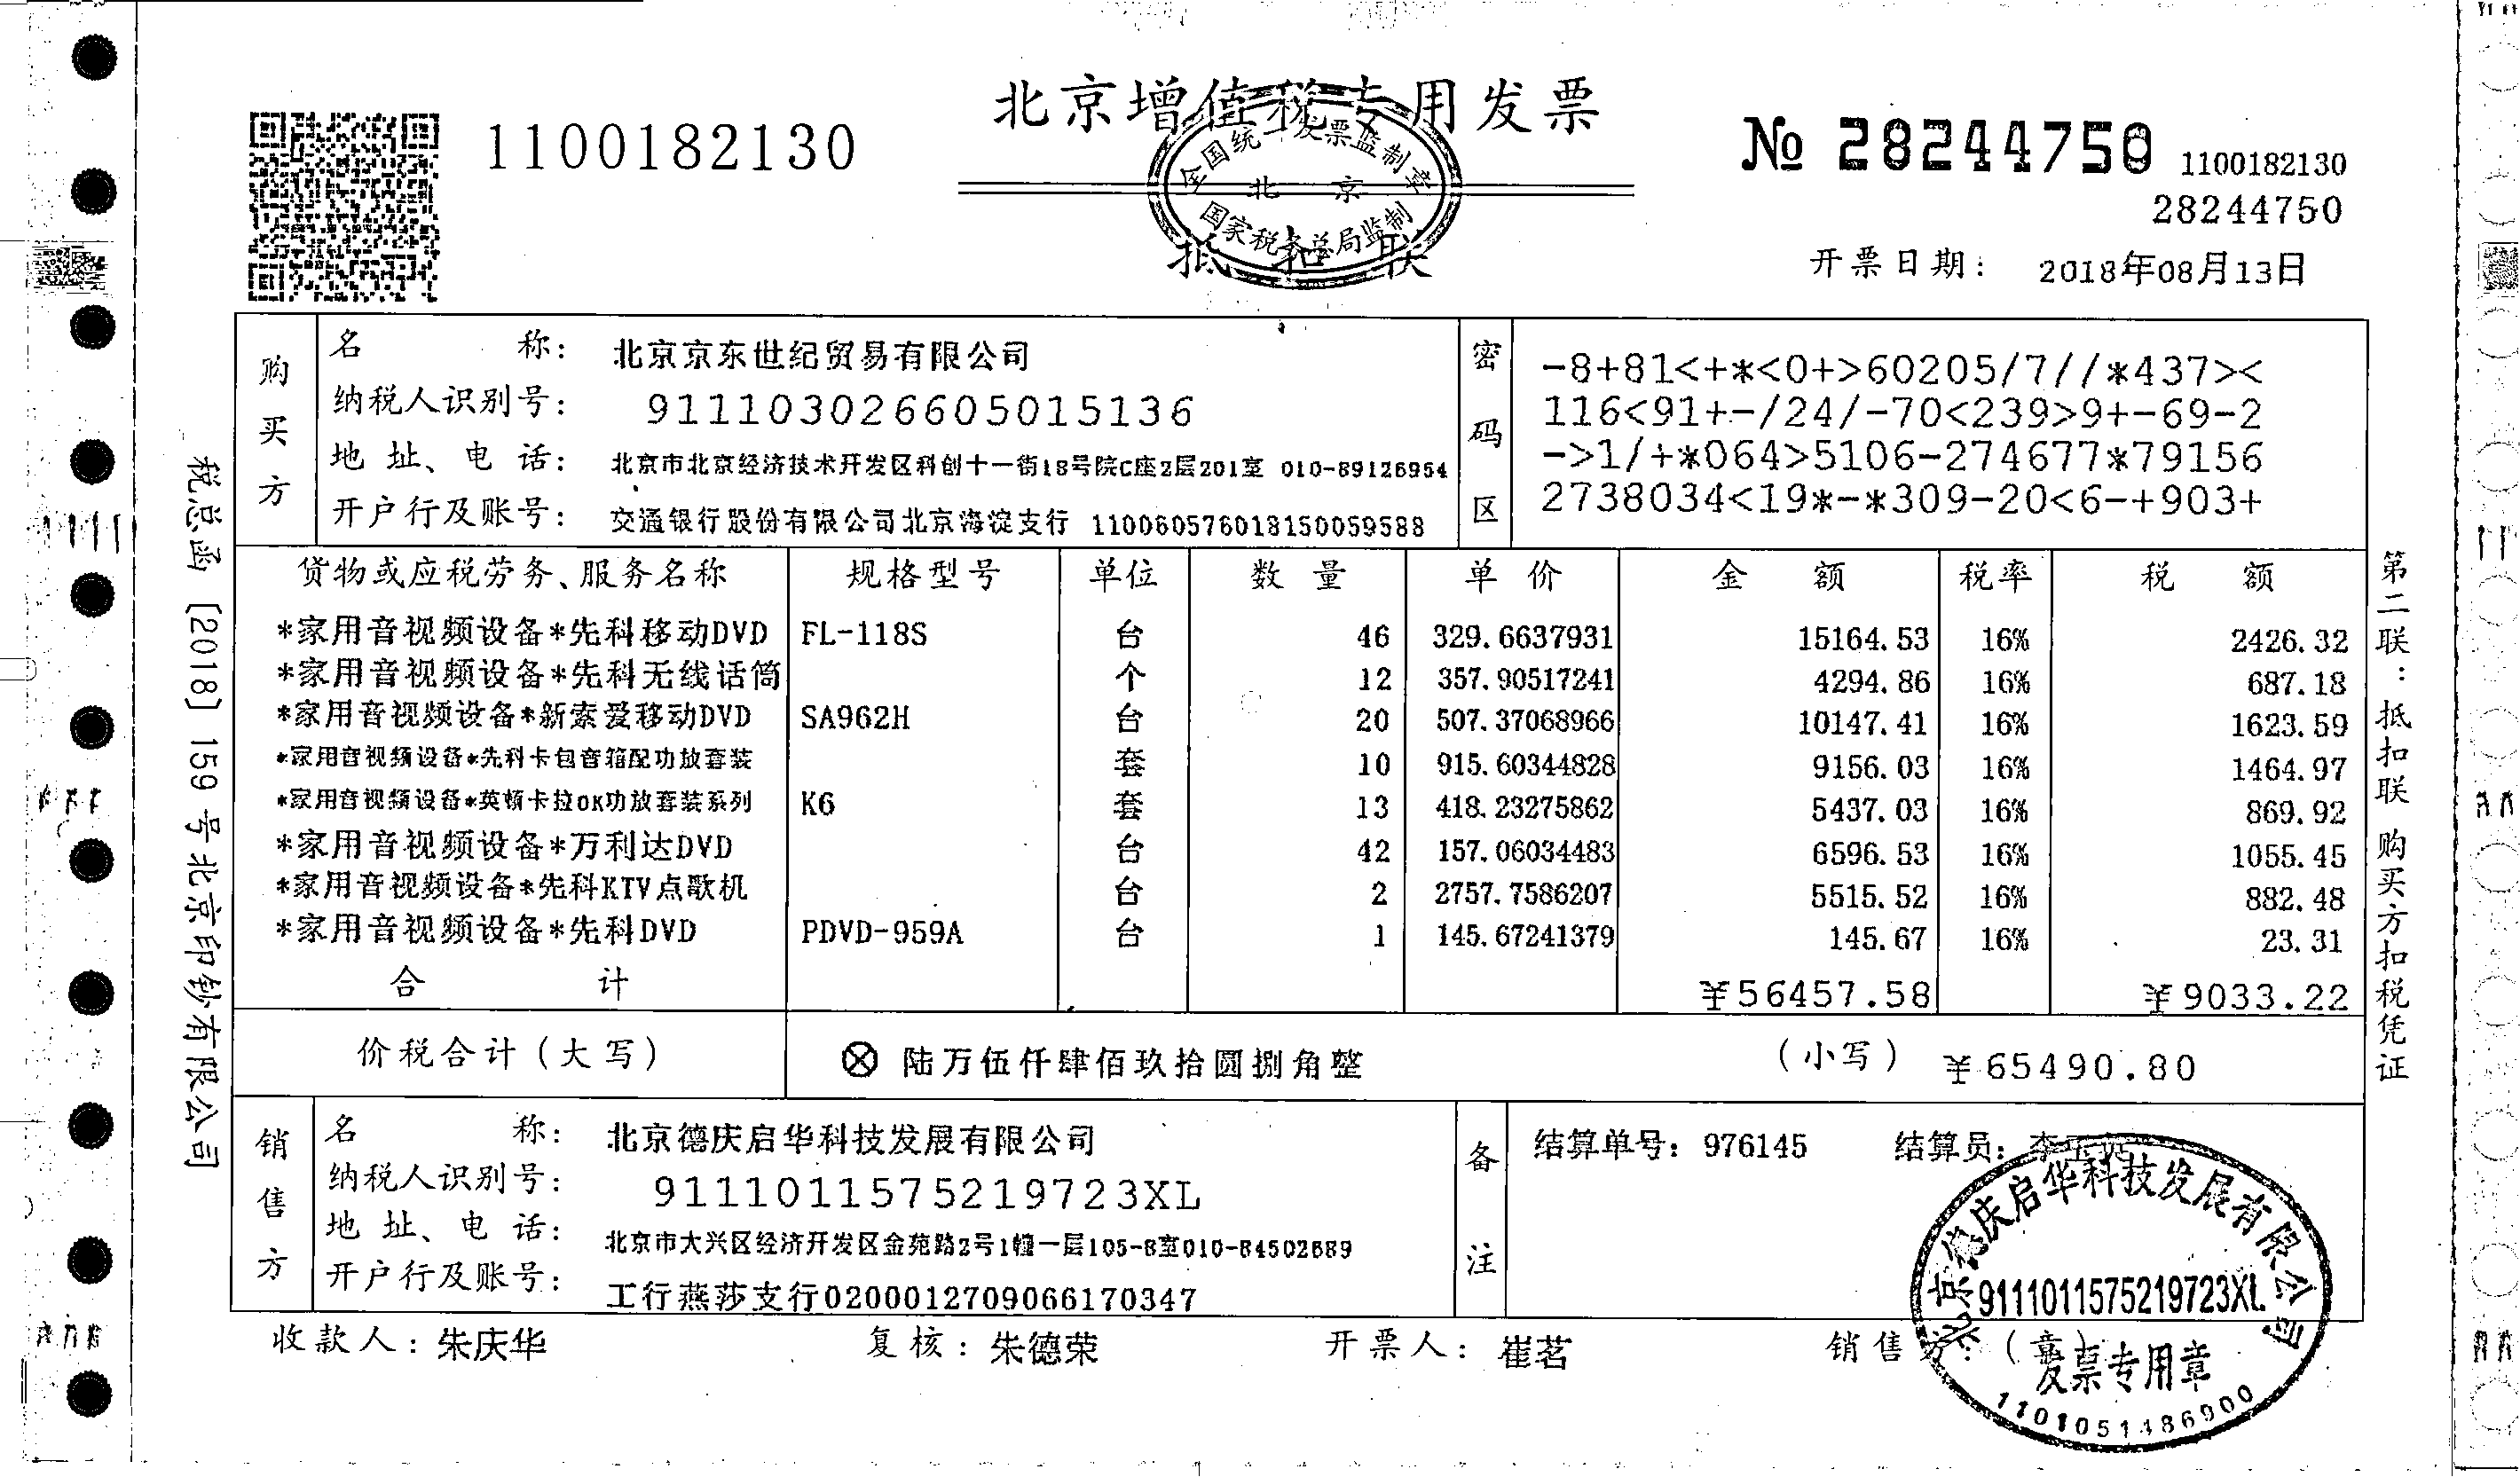 北京增值税专用发票
1100182130
№ 28244750
1100182130
28244750
全国统一发票监制章
北京
国家税务总局监制
抵扣联
开票日期： 2018年08月13日
购买方
名称： 北京京东世纪贸易有限公司
纳税人识别号： 911103026605015136
地址、电话： 北京市北京经济技术开发区科创十一街18号院C座2层201室 010-89126954
开户行及账号： 交通银行股份有限公司北京海淀支行 110060576018150059588
密码区
-8+81<+*<0+>60205/7//*437><
116<91+-/24/-70<239>9+-69-2
->1/+*064>5106-274677*79156
2738034<19*-*309-20<6-+903+
货物或应税劳务、服务名称 规格型号 单位 数量 单价 金额 税率 税额
*家用音视频设备*先科移动DVD FL-118S 台 46 329.6637931 15164.53 16% 2426.32
*家用音视频设备*先科无线话筒 个 12 357.90517241 4294.86 16% 687.18
*家用音视频设备*新索爱移动DVD SA962H 台 20 507.37068966 10147.41 16% 1623.59
*家用音视频设备*先科卡包音箱配功放套装 套 10 915.60344828 9156.03 16% 1464.97
*家用音视频设备*英顿卡拉OK功放套装系列 K6 套 13 418.23275862 5437.03 16% 869.92
*家用音视频设备*万利达DVD 台 42 157.06034483 6596.53 16% 1055.45
*家用音视频设备*先科KTV点歌机 台 2 2757.7586207 5515.52 16% 882.48
*家用音视频设备*先科DVD PDVD-959A 台 1 145.67241379 145.67 16% 23.31
合计 ￥56457.58 ￥9033.22
价税合计（大写） ⊗ 陆万伍仟肆佰玖拾圆捌角整 （小写） ￥65490.80
销售方
名称： 北京德庆启华科技发展有限公司
纳税人识别号： 9111011575219723XL
地址、电话： 北京市大兴区经济开发区金苑路2号1幢一层105-8室010-84502689
开户行及账号： 工行燕莎支行0200012709066170347
备注
结算单号：976145 结算员：
北京德庆启华科技发展有限公司
9111011575219723XL
发票专用章
1101051486900
收款人：朱庆华 复核：朱德荣 开票人：崔茗 销售方：（章）
税总函［2018］159号北京印钞有限公司
第二联：抵扣联 购买方扣税凭证